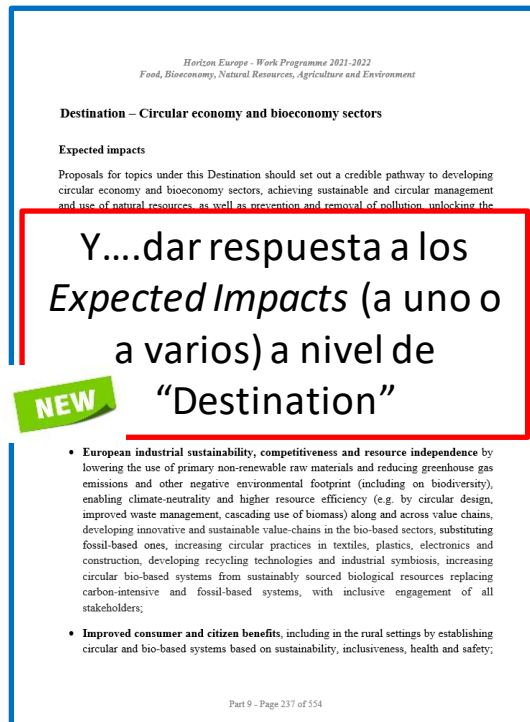 Horizon Europe - Work Programme 2021-2022
Food, Bioeconomy, Natural Resources, Agriculture and Environment
Destination – Circular economy and bioeconomy sectors
Expected impacts
Proposals for topics under this Destination should set out a credible pathway to developing
circular economy and bioeconomy sectors, achieving sustainable and circular management
and use of natural resources, as well as prevention and removal of pollution, unlocking the
Y....dar respuesta a los
Expected Impacts (a uno o
a varios) a nivel de
“Destination”
NEW
• European industrial sustainability, competitiveness and resource independence by
lowering the use of primary non-renewable raw materials and reducing greenhouse gas
emissions and other negative environmental footprint (including on biodiversity),
enabling climate-neutrality and higher resource efficiency (e.g. by circular design,
improved waste management, cascading use of biomass) along and across value chains,
developing innovative and sustainable value-chains in the bio-based sectors, substituting
fossil-based ones, increasing circular practices in textiles, plastics, electronics and
construction, developing recycling technologies and industrial symbiosis, increasing
circular bio-based systems from sustainably sourced biological resources replacing
carbon-intensive and fossil-based systems, with inclusive engagement of all
stakeholders;
• Improved consumer and citizen benefits, including in the rural settings by establishing
circular and bio-based systems based on sustainability, inclusiveness, health and safety;
Part 9 - Page 237 of 554